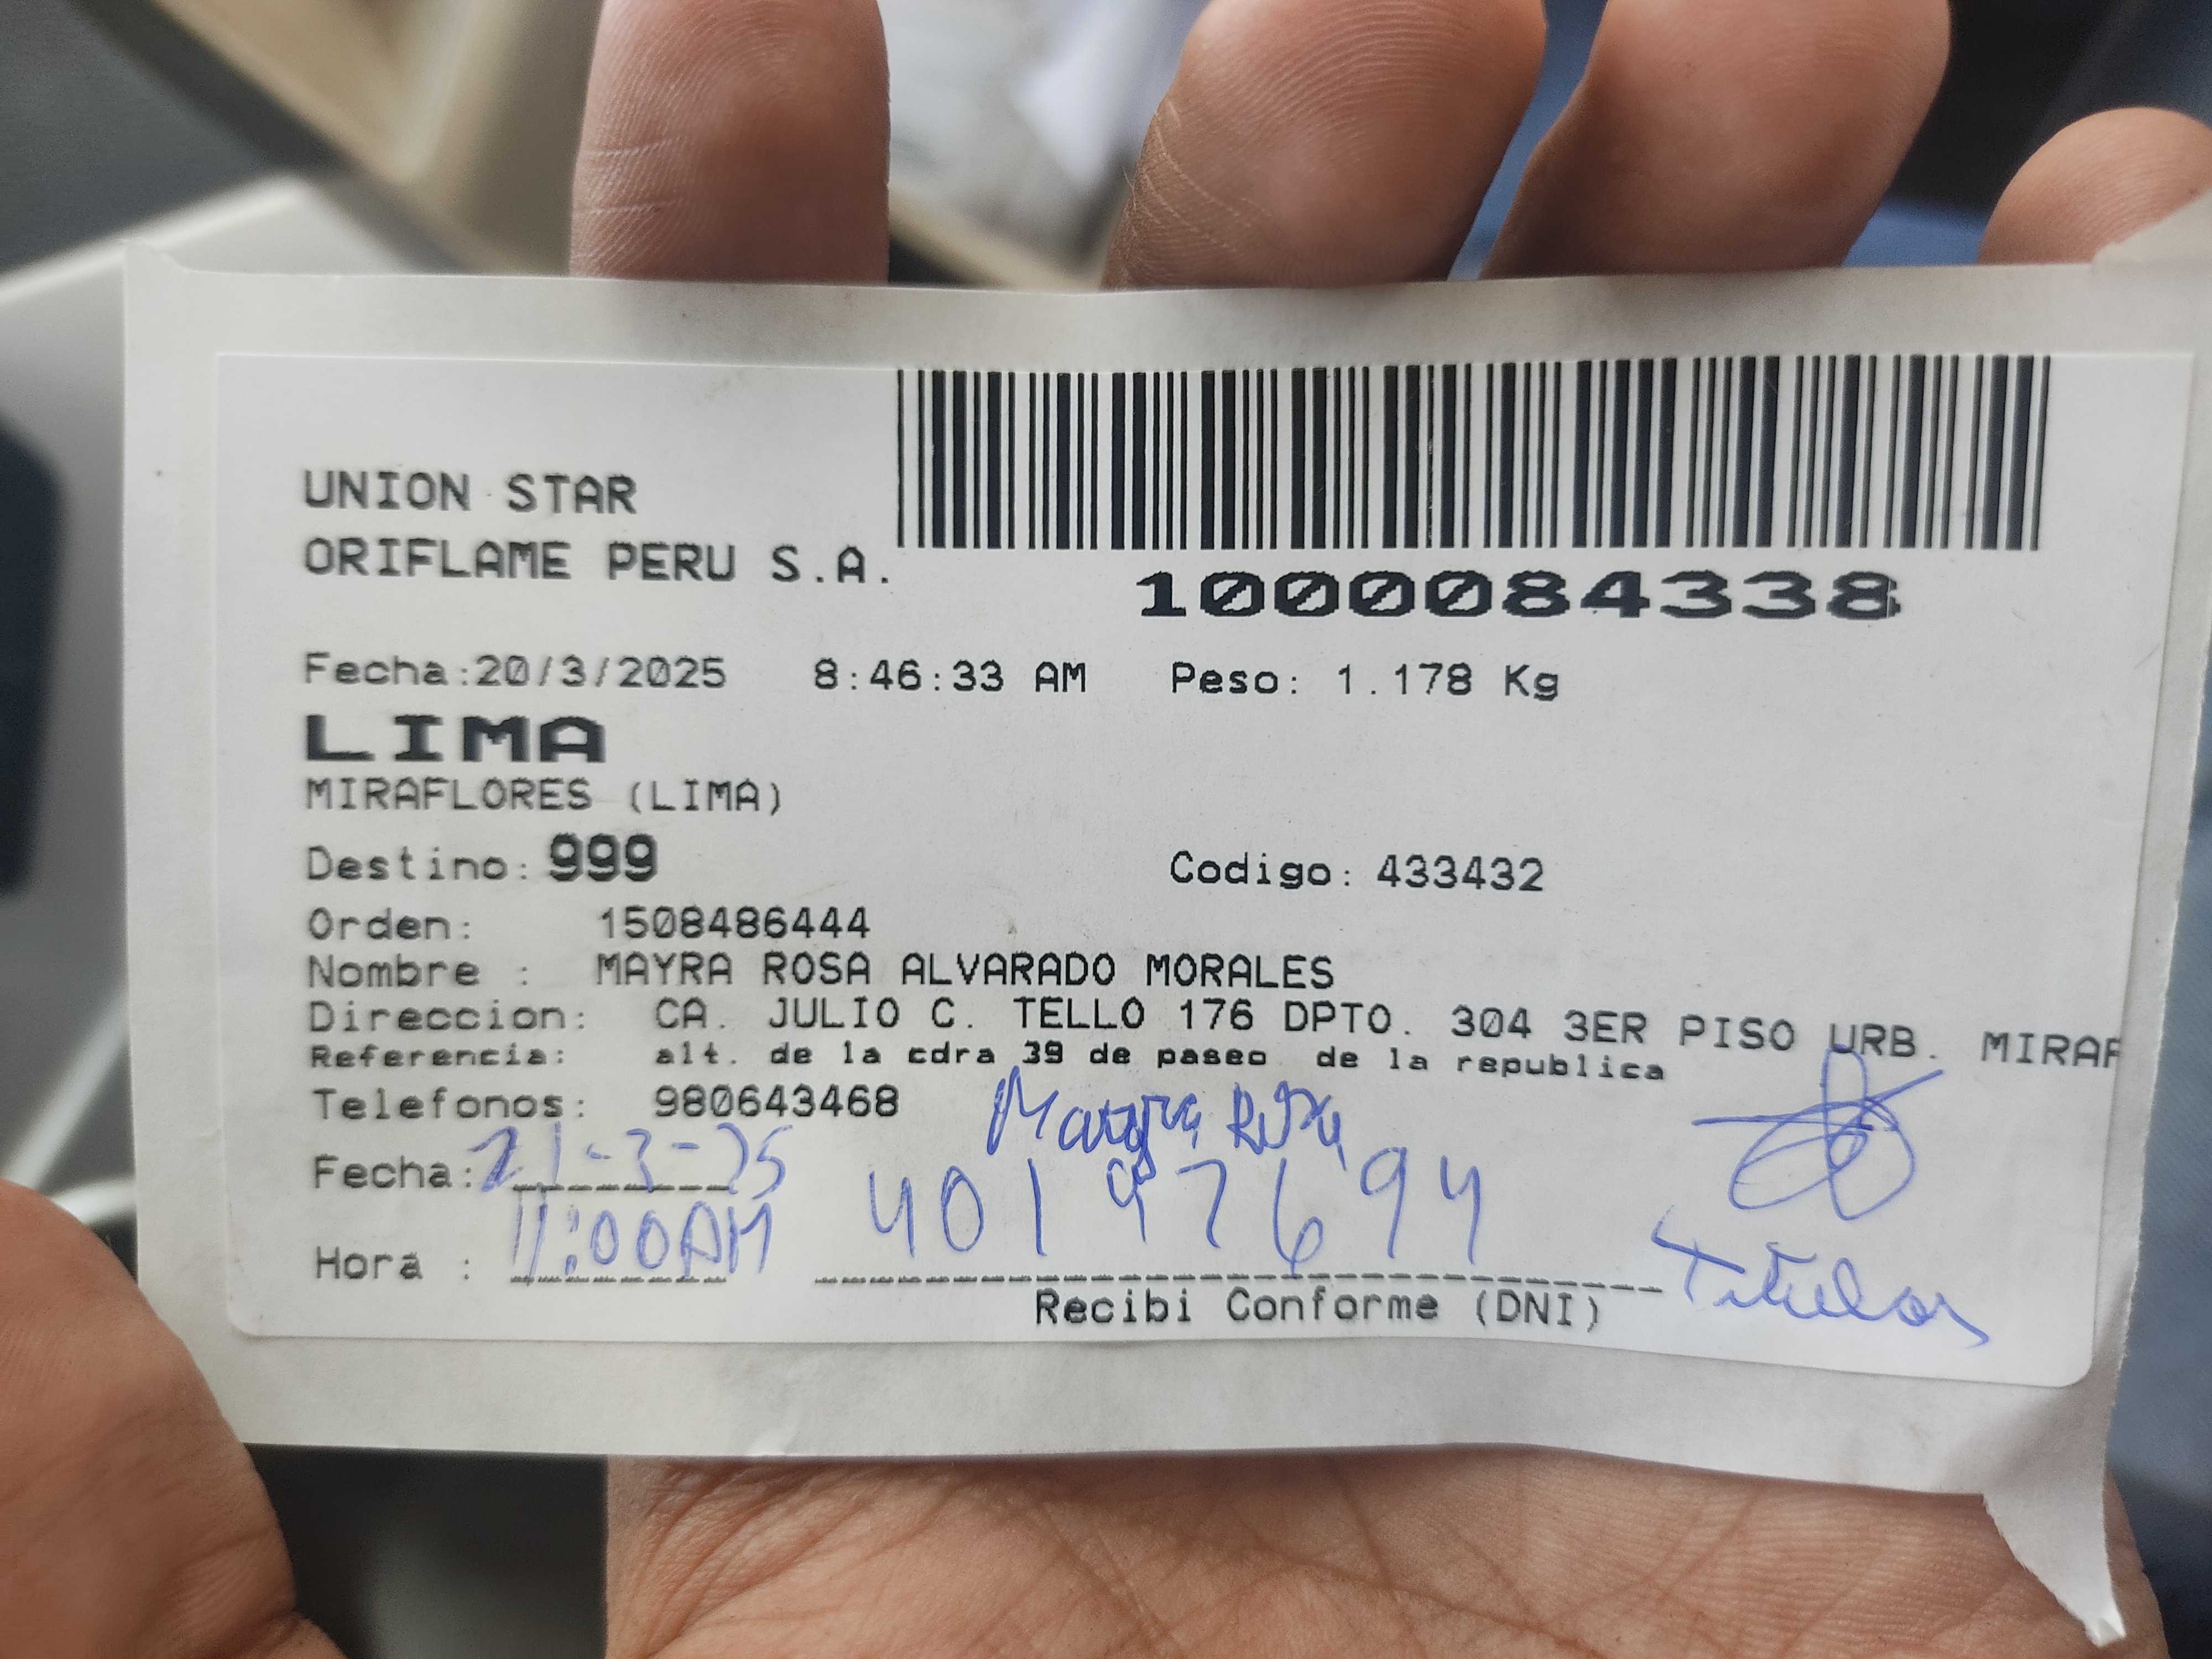 UNION STAR
ORIFLAME PERU S.A.
1000084338
Fecha:20/3/2025 8:46:33 AM Peso: 1.178 Kg
LIMA
MIRAFLORES (LIMA)
Destino: 999 Codigo: 433432
Orden: 1508486444
Nombre : MAYRA ROSA ALVARADO MORALES
Direccion: CA. JULIO C. TELLO 176 DPTO. 304 3ER PISO URB. MIRAF
Referencia: alt. de la cdra 39 de paseo de la republica
Telefonos: 980643468
Mayra Rosa
Fecha: 21-3-25
40197694
Hora : 11:00AM
Titular
Recibi Conforme (DNI)